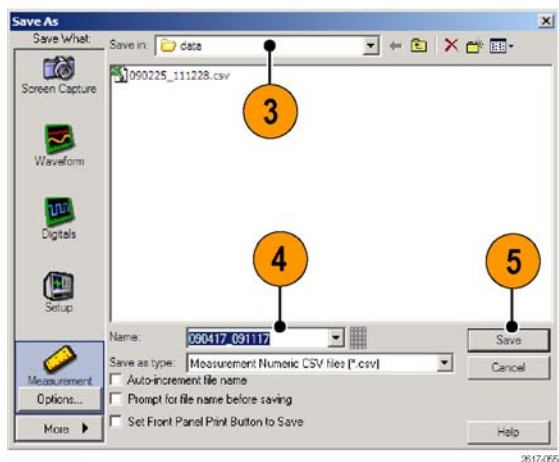 Save As
Save What:
Save in: data
090225_111228.csv
3
Screen Capture
Waveform
Digitals
Setup
4
5
Name: 090417_091117
Save
Save as type: Measurement Numeric CSV files (*.csv)
Cancel
Measurement
Options...
More
Auto-increment file name
Prompt for file name before saving
Set Front Panel Print Button to Save
Help
2617-055